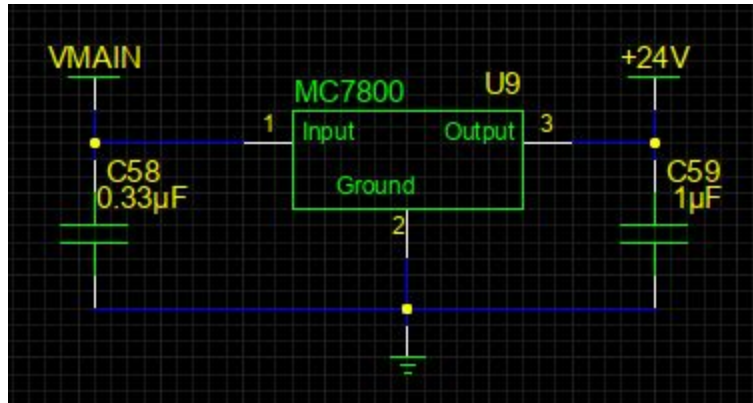 VMAIN
+24V
MC7800
U9
1
Input
Output
3
C58
0.33µF
C59
1µF
Ground
2